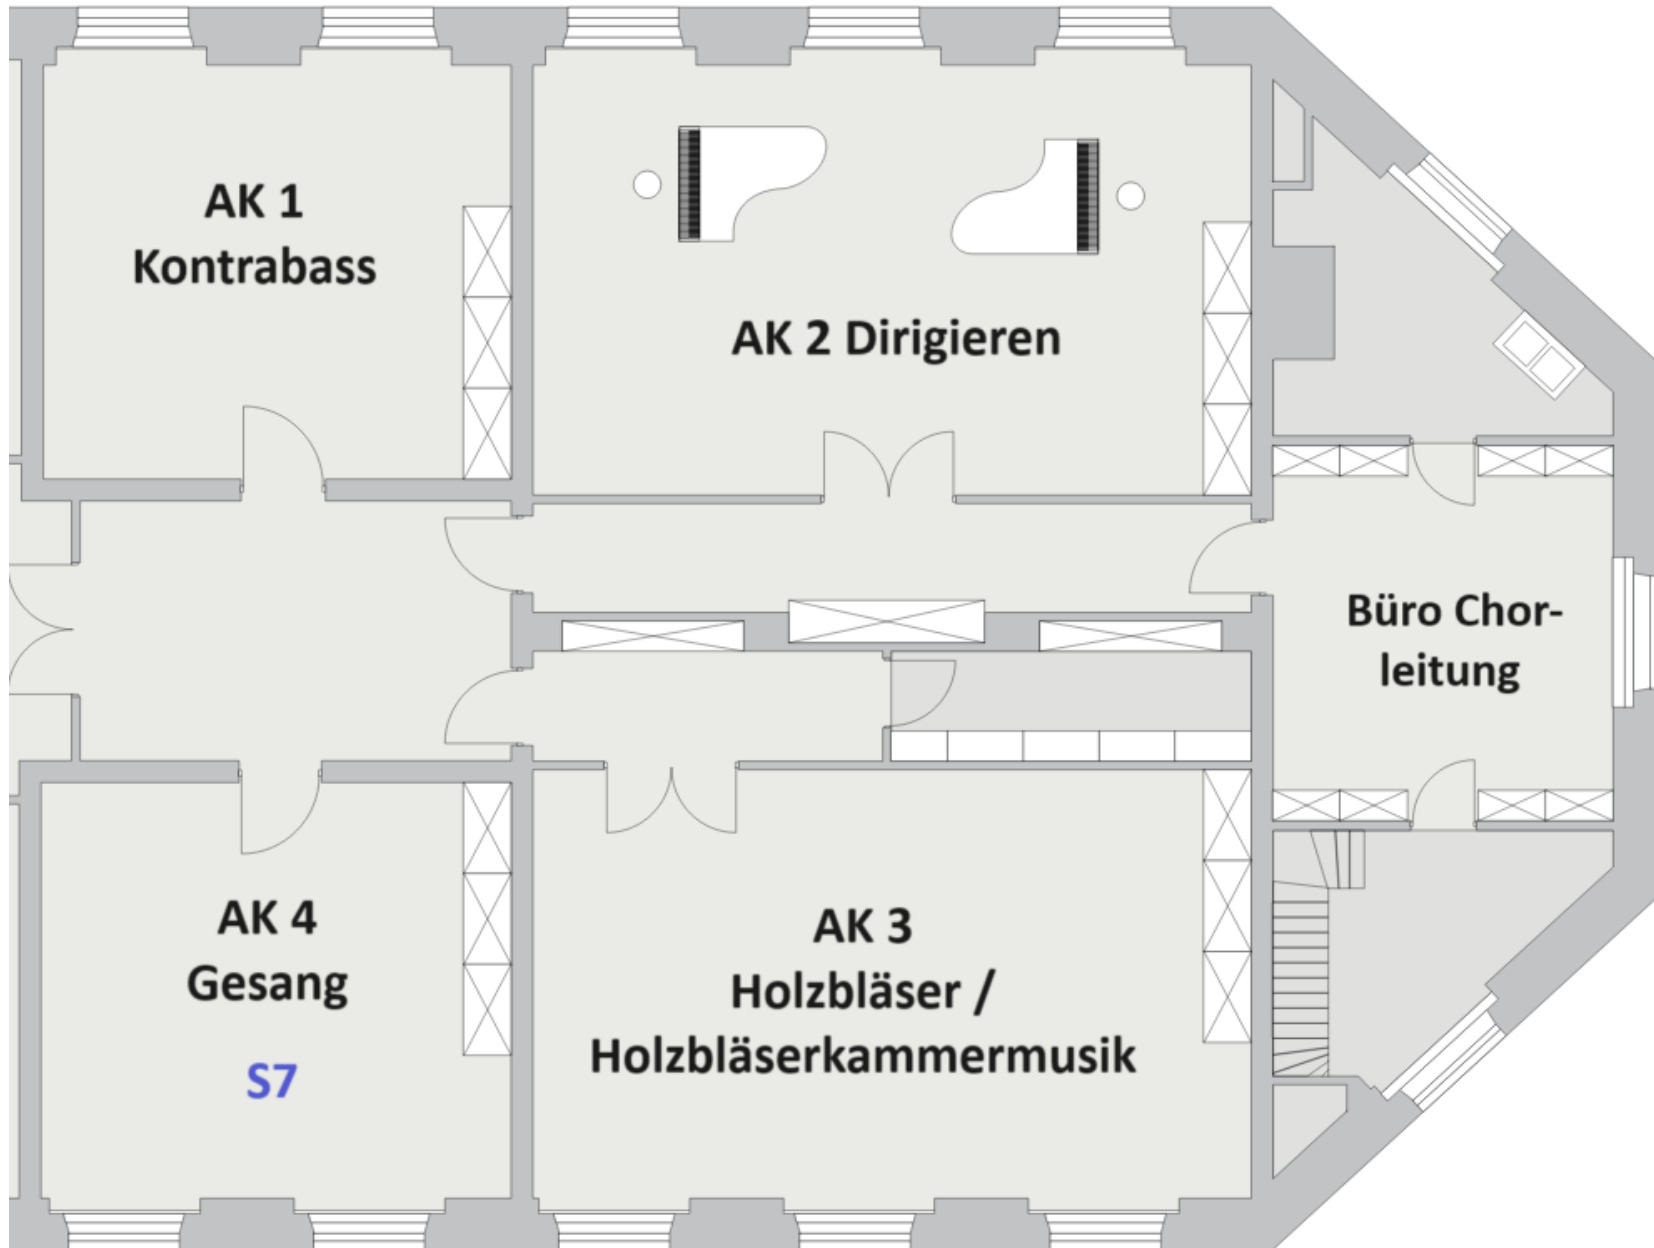 AK 1
Kontrabass
AK 2 Dirigieren
Büro Chor-
leitung
AK 4
Gesang
S7
AK 3
Holzbläser /
Holzbläserkammermusik